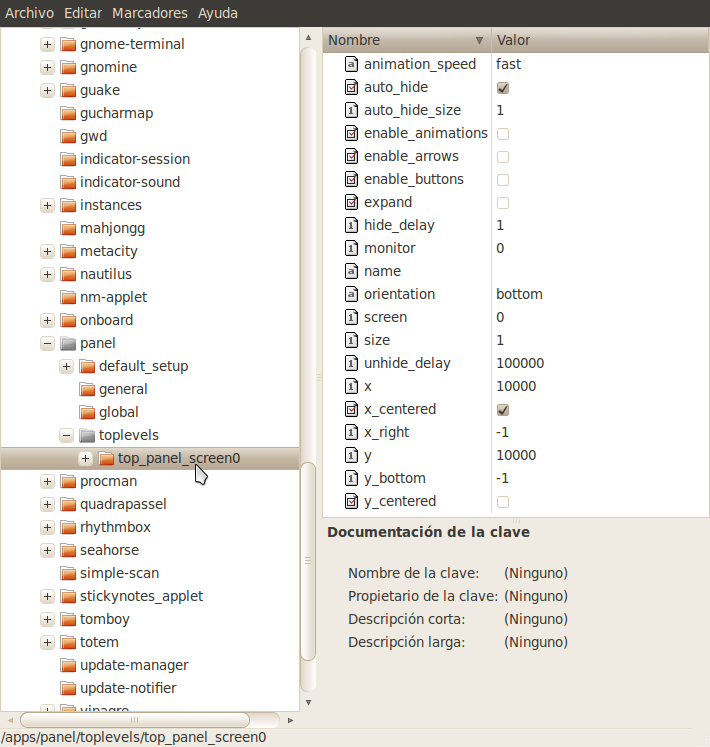 Archivo Editar Marcadores Ayuda
gnome-terminal
gnomine
guake
gucharmap
gwd
indicator-session
indicator-sound
instances
mahjongg
metacity
nautilus
nm-applet
onboard
panel
default_setup
general
global
toplevels
top_panel_screen0
procman
quadrapassel
rhythmbox
seahorse
simple-scan
stickynotes_applet
tomboy
totem
update-manager
update-notifier
vinagre
Nombre Valor
animation_speed fast
auto_hide
auto_hide_size 1
enable_animations
enable_arrows
enable_buttons
expand
hide_delay 1
monitor 0
name
orientation bottom
screen 0
size 1
unhide_delay 100000
x 10000
x_centered
x_right -1
y 10000
y_bottom -1
y_centered
Documentación de la clave
Nombre de la clave: (Ninguno)
Propietario de la clave: (Ninguno)
Descripción corta: (Ninguno)
Descripción larga: (Ninguno)
/apps/panel/toplevels/top_panel_screen0